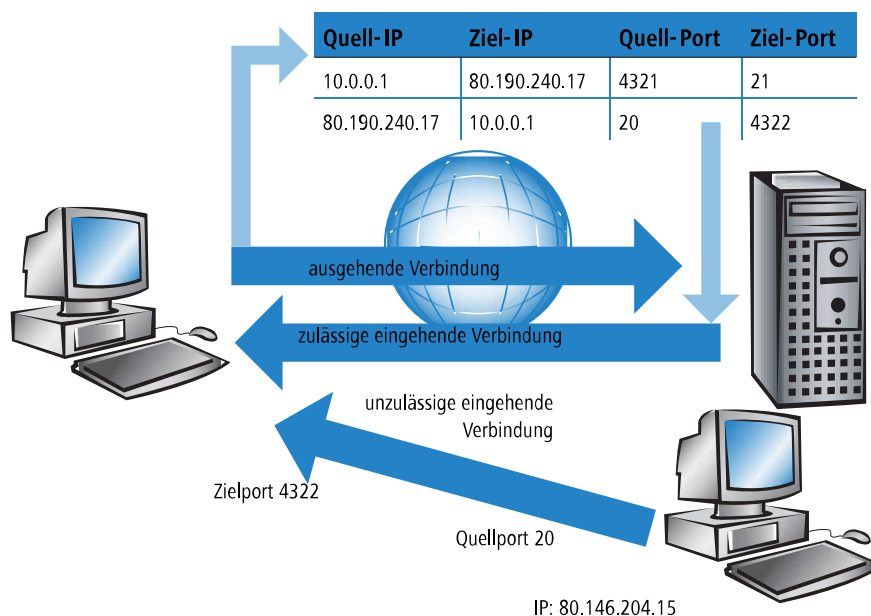 Quell-IP Ziel-IP Quell-Port Ziel-Port
10.0.0.1 80.190.240.17 4321 21
80.190.240.17 10.0.0.1 20 4322
ausgehende Verbindung
zulässige eingehende Verbindung
unzulässige eingehende
Verbindung
Zielport 4322
Quellport 20
IP: 80.146.204.15